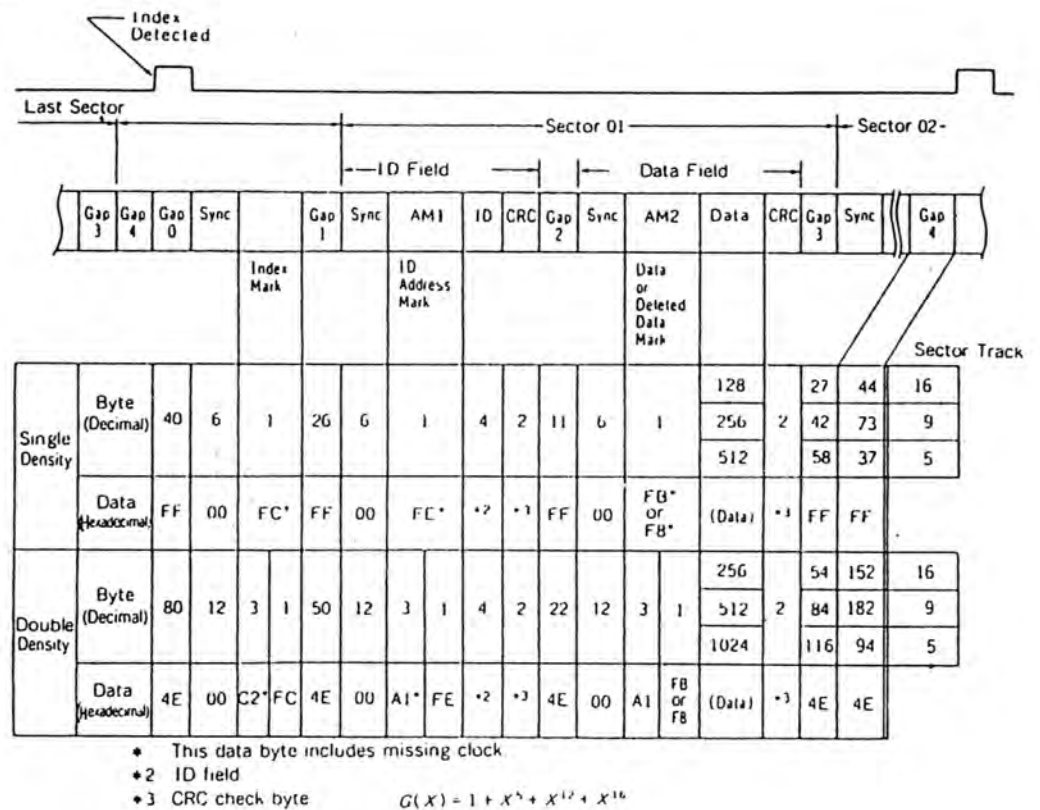 Index
Detected
Last Sector
Sector 01
Sector 02
ID Field
Data Field
Gap 3 Gap 4 Gap 0 Sync Gap 1 Sync AM1 ID CRC Gap 2 Sync AM2 Data CRC Gap 3 Sync Gap 4
Index Mark
ID Address Mark
Data or Deleted Data Mark
Sector Track
Single Density
Byte (Decimal) 40 6 1 26 6 1 4 2 11 6 1 2
128 27 44 16
256 42 73 9
512 58 37 5
Data (Hexadecimal) FF 00 FC* FF 00 FE* *2 *3 FF 00 FB* or F8* (Data) *3 FF FF
Double Density
Byte (Decimal) 80 12 3 1 50 12 3 1 4 2 22 12 3 1 2
256 54 152 16
512 84 182 9
1024 116 94 5
Data (Hexadecimal) 4E 00 C2* FC 4E 00 A1* FE *2 *3 4E 00 A1 FB or F8 (Data) *3 4E 4E
* This data byte includes missing clock.
*2 ID field
*3 CRC check byte G(X) = 1 + X⁵ + X¹² + X¹⁶